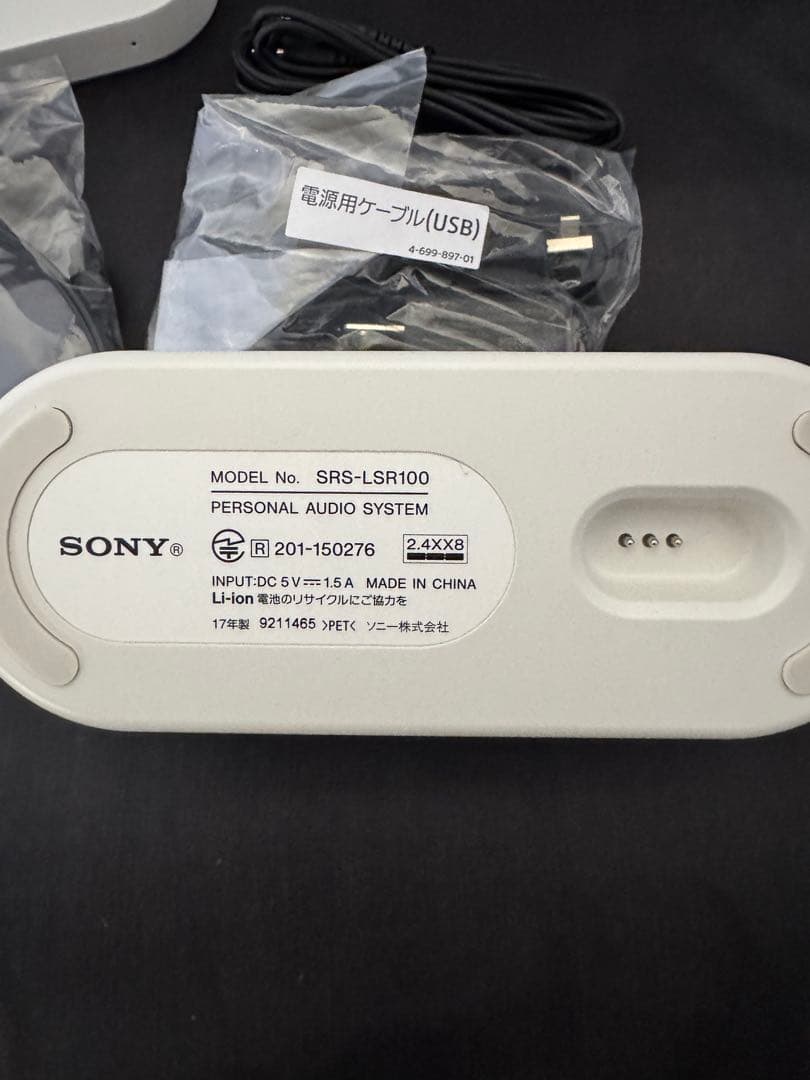 電源用ケーブル(USB)
4-699-897-01
MODEL No. SRS-LSR100
PERSONAL AUDIO SYSTEM
SONY® R 201-150276 2.4XX8
INPUT:DC 5V⎓1.5A MADE IN CHINA
Li-ion 電池のリサイクルにご協力を
17年製 9211465 >PET< ソニー株式会社